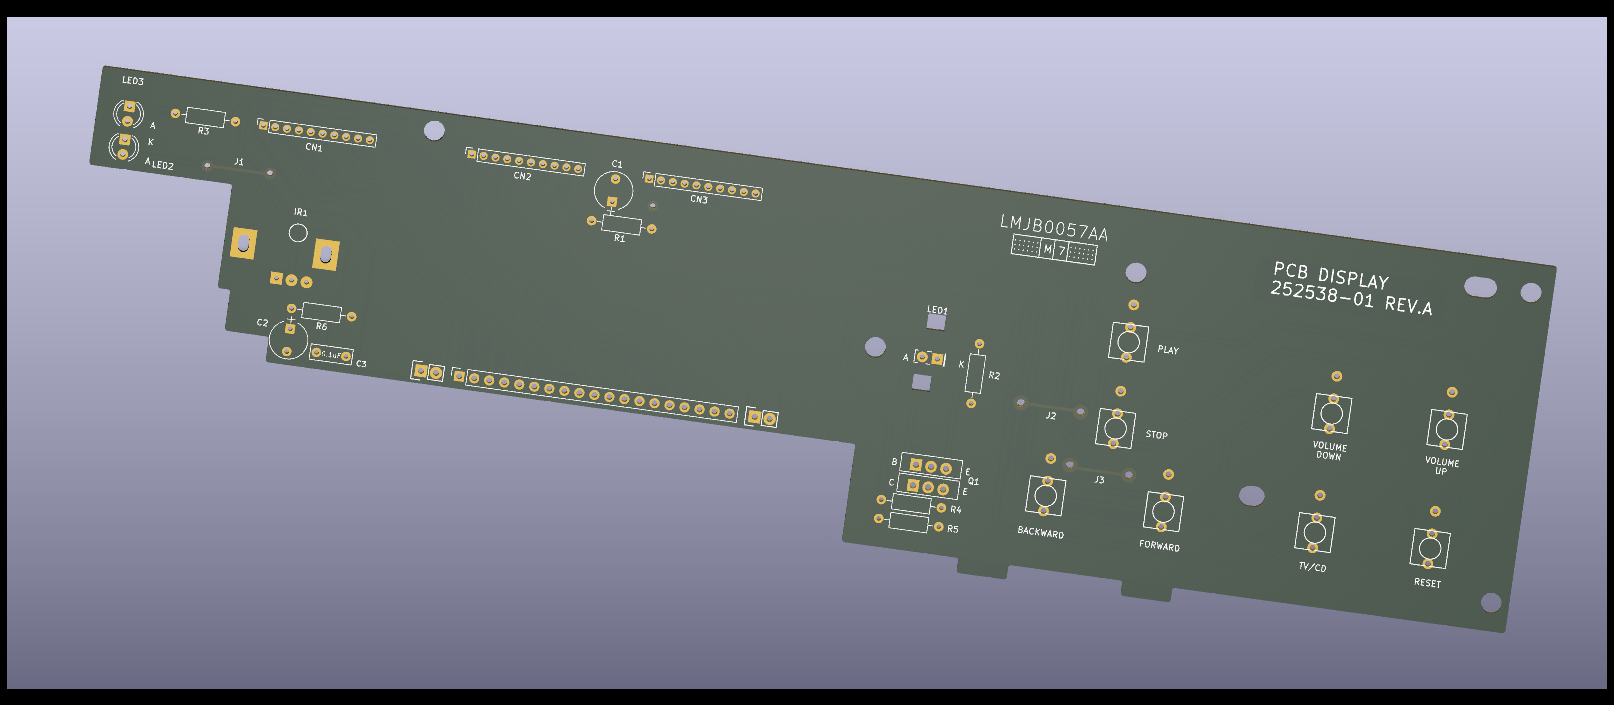 LED3
A
K
A
LED2
R3
J1
CN1
CN2
C1
+
R1
CN3
IR1
R6
C2
+
0.1uF
C3
LMJB0057AA
M 7
PCB DISPLAY
252538-01 REV.A
LED1
A
K
R2
PLAY
J2
STOP
J3
B
E
Q1
C
E
R4
R5
BACKWARD
FORWARD
VOLUME
DOWN
VOLUME
UP
TV/CD
RESET